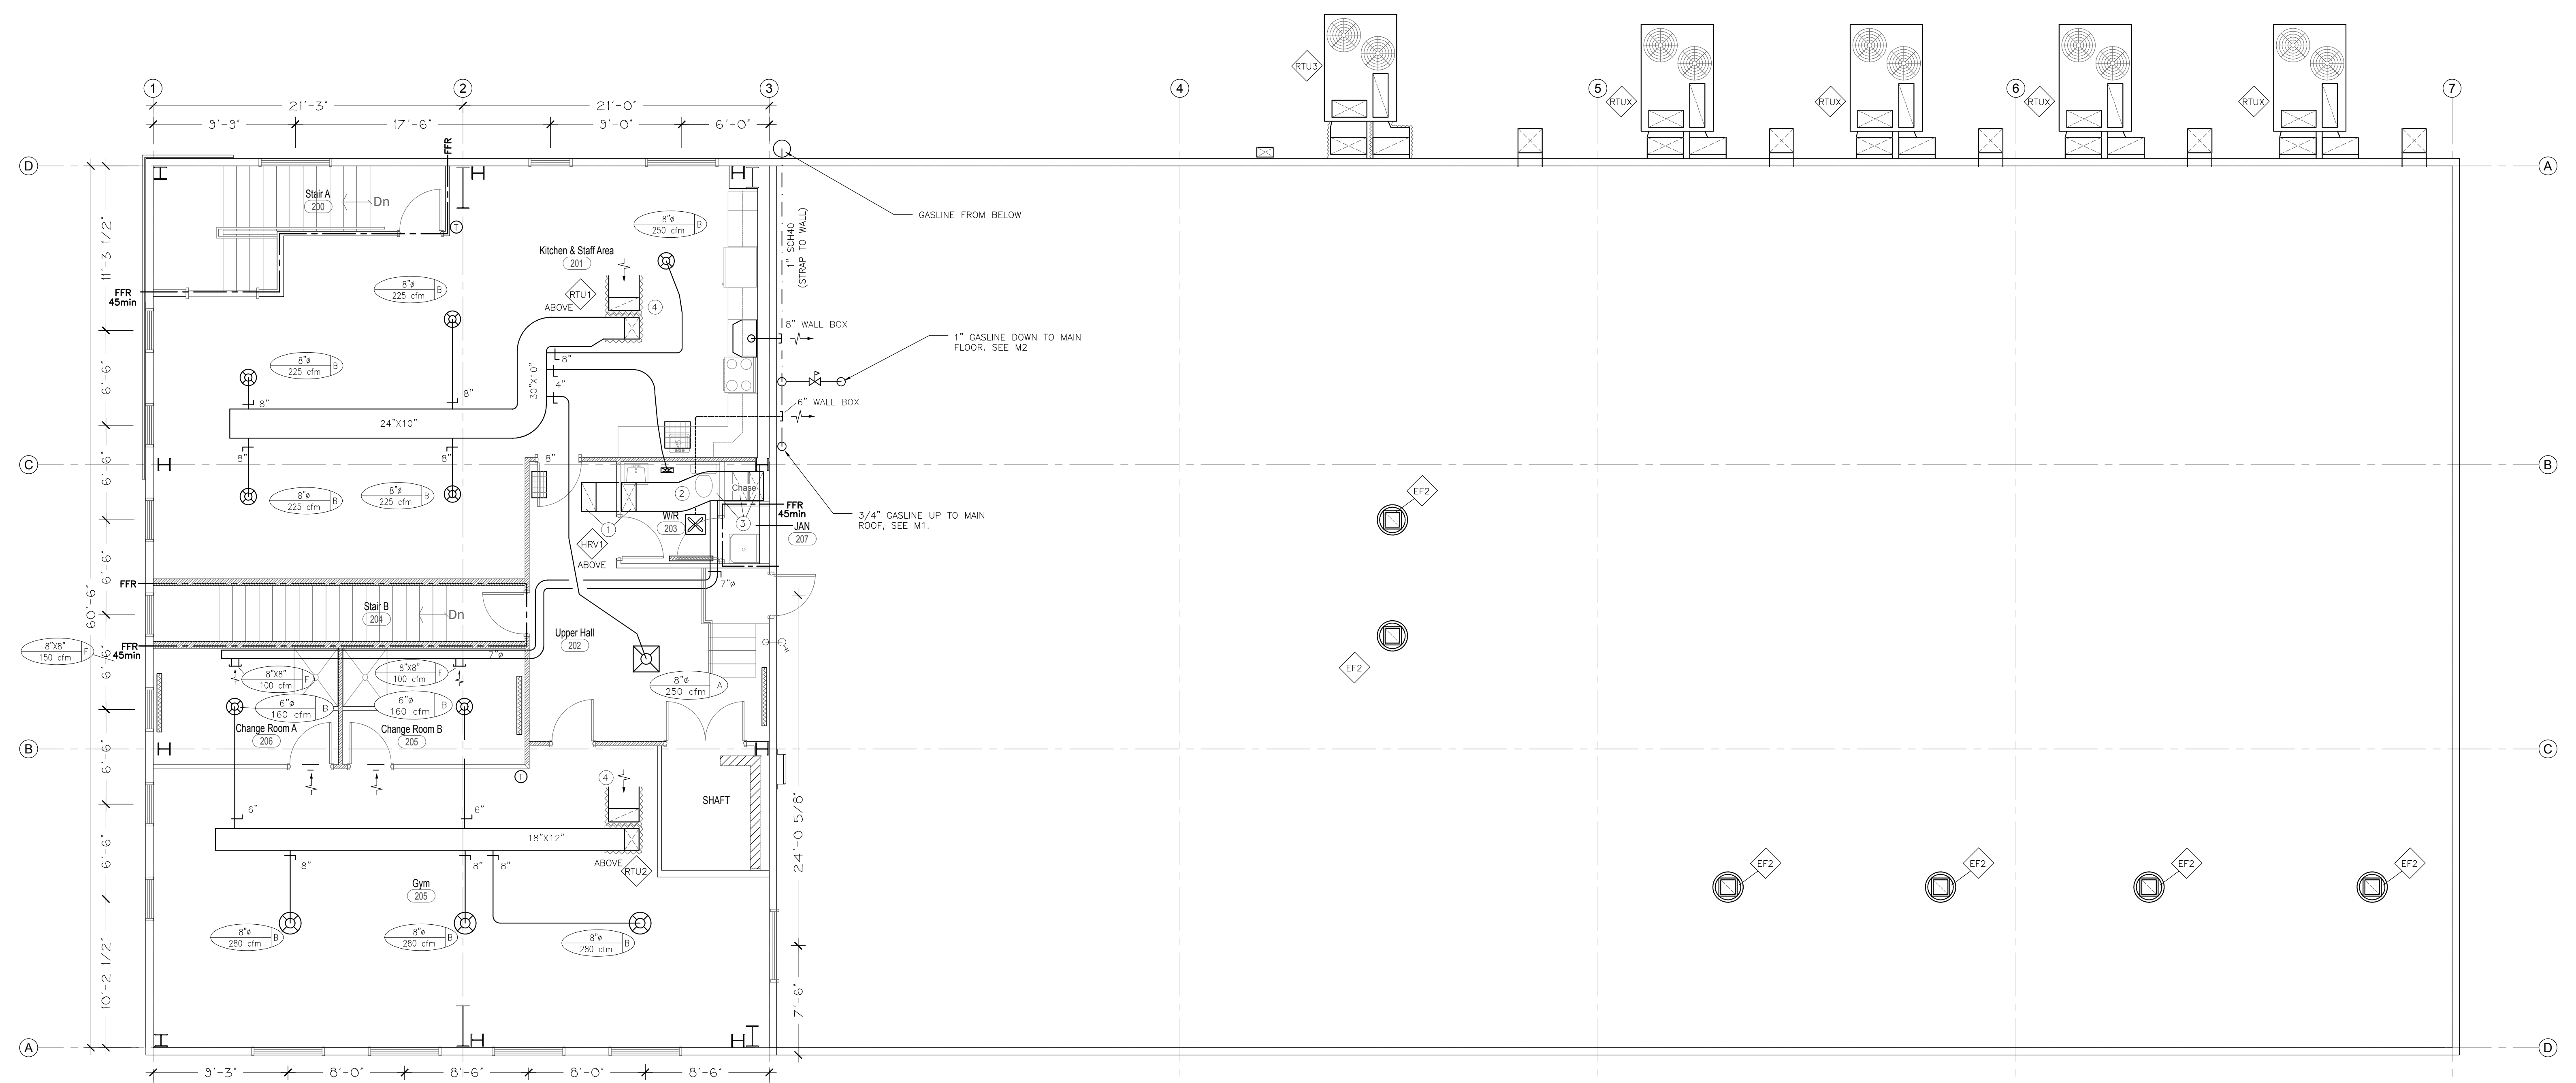 RTU3
RTUX
RTUX
RTUX
RTUX
1
2
3
4
5
6
7
21'-3"
21'-0"
9'-9"
17'-6"
9'-0"
6'-0"
FFR
D
A
Stair A
200
Dn
8"ø
250 cfm
B
GASLINE FROM BELOW
1" SCH40
(STRAP TO WALL)
T
Kitchen & Staff Area
201
11'-3 1/2"
FFR
45min
8"ø
225 cfm
B
RTU1
ABOVE
4
8" WALL BOX
1" GASLINE DOWN TO MAIN
FLOOR. SEE M2
8"ø
225 cfm
B
8"
4"
30"X10"
6'-6"
8"
8"
6" WALL BOX
24"X10"
6'-6"
8"
8"
8"
C
B
8"ø
225 cfm
B
8"ø
225 cfm
B
2
Chase
EF2
FFR
45min
3/4" GASLINE UP TO MAIN
ROOF, SEE M1.
1
W/R
203
3
JAN
207
HRV1
ABOVE
6'-6"
FFR
7"ø
60'-6"
Stair B
204
Dn
6'-6"
Upper Hall
202
8"X8"
150 cfm
F
FFR
45min
7"ø
EF2
8"X8"
100 cfm
F
8"X8"
100 cfm
F
8"ø
250 cfm
A
6"ø
160 cfm
B
6"ø
160 cfm
B
6'-6"
Change Room A
206
Change Room B
205
B
C
6'-6"
T
4
SHAFT
6"
6"
18"X12"
24'-0 5/8"
6'-6"
8"
8"
8"
ABOVE
RTU2
EF2
EF2
EF2
EF2
Gym
205
8"ø
280 cfm
B
8"ø
280 cfm
B
8"ø
280 cfm
B
10'-2 1/2"
7'-6"
A
D
9'-3"
8'-0"
8'-6"
8'-0"
8'-6"